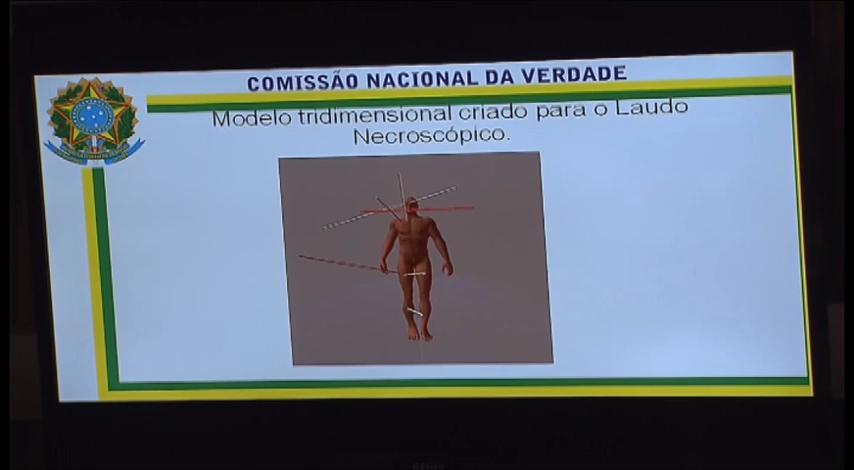 COMISSÃO NACIONAL DA VERDADE
Modelo tridimensional criado para o Laudo
Necroscópico.